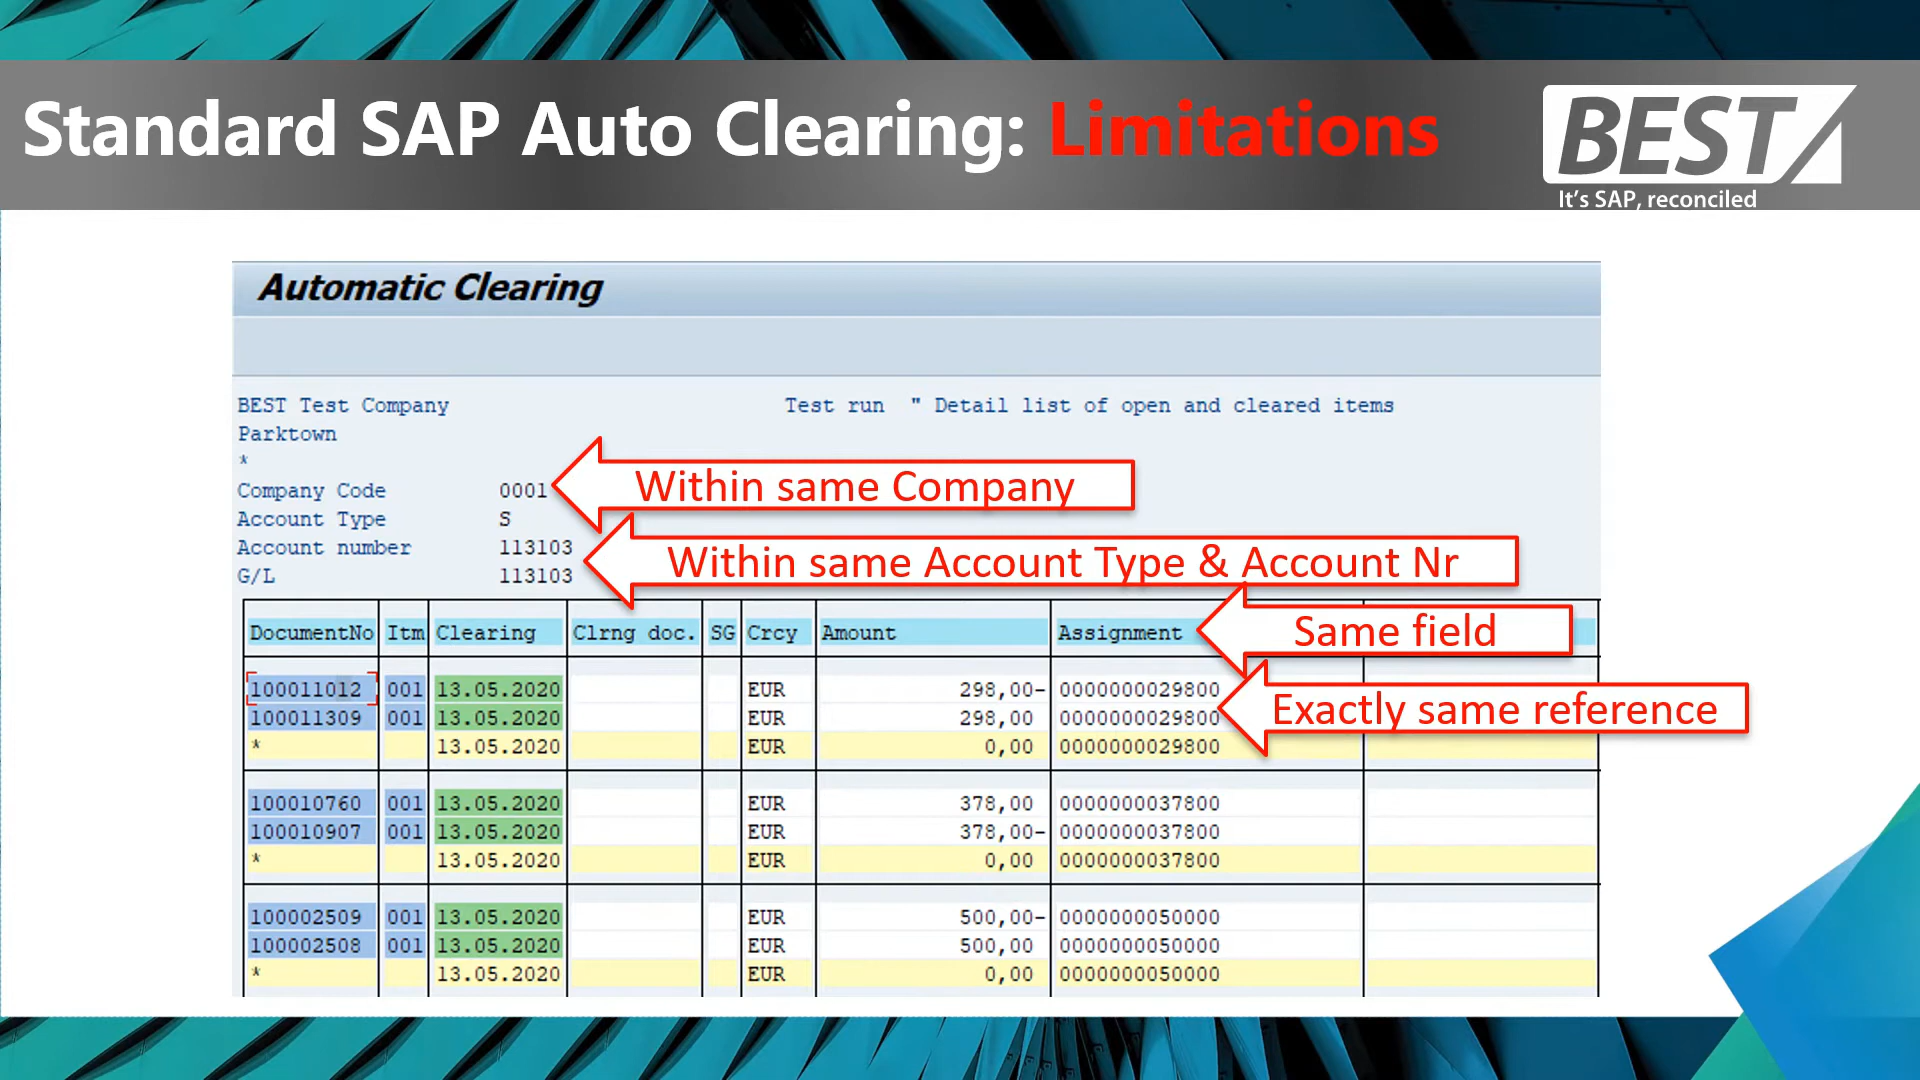 Standard SAP Auto Clearing: Limitations
BEST
It's SAP, reconciled
Automatic Clearing
BEST Test Company Test run " Detail list of open and cleared items
Parktown
*
Company Code 0001 Within same Company
Account Type S
Account number 113103 Within same Account Type & Account Nr
G/L 113103
DocumentNo Itm Clearing Clrng doc. SG Crcy Amount Assignment Same field
100011012 001 13.05.2020 EUR 298,00- 0000000029800
100011309 001 13.05.2020 EUR 298,00 0000000029800 Exactly same reference
* 13.05.2020 EUR 0,00 0000000029800
100010760 001 13.05.2020 EUR 378,00 0000000037800
100010907 001 13.05.2020 EUR 378,00- 0000000037800
* 13.05.2020 EUR 0,00 0000000037800
100002509 001 13.05.2020 EUR 500,00- 0000000050000
100002508 001 13.05.2020 EUR 500,00 0000000050000
* 13.05.2020 EUR 0,00 0000000050000